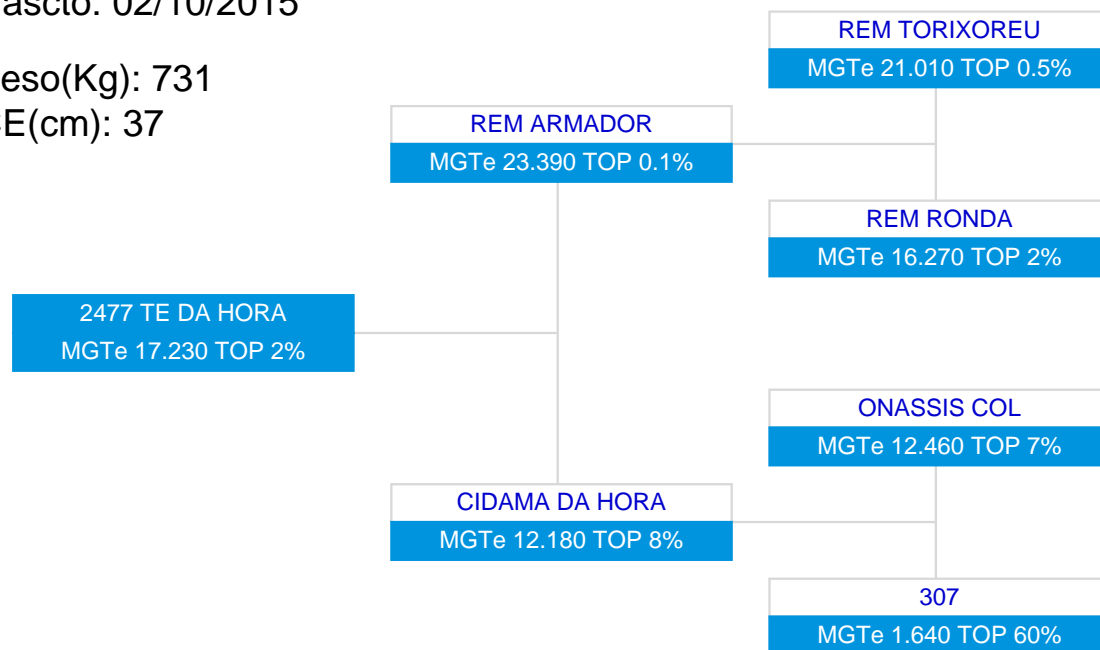 ascto: 02/10/2015
eso(Kg): 731
E(cm): 37
REM TORIXOREU
MGTe 21.010 TOP 0.5%
REM ARMADOR
MGTe 23.390 TOP 0.1%
REM RONDA
MGTe 16.270 TOP 2%
2477 TE DA HORA
MGTe 17.230 TOP 2%
ONASSIS COL
MGTe 12.460 TOP 7%
CIDAMA DA HORA
MGTe 12.180 TOP 8%
307
MGTe 1.640 TOP 60%